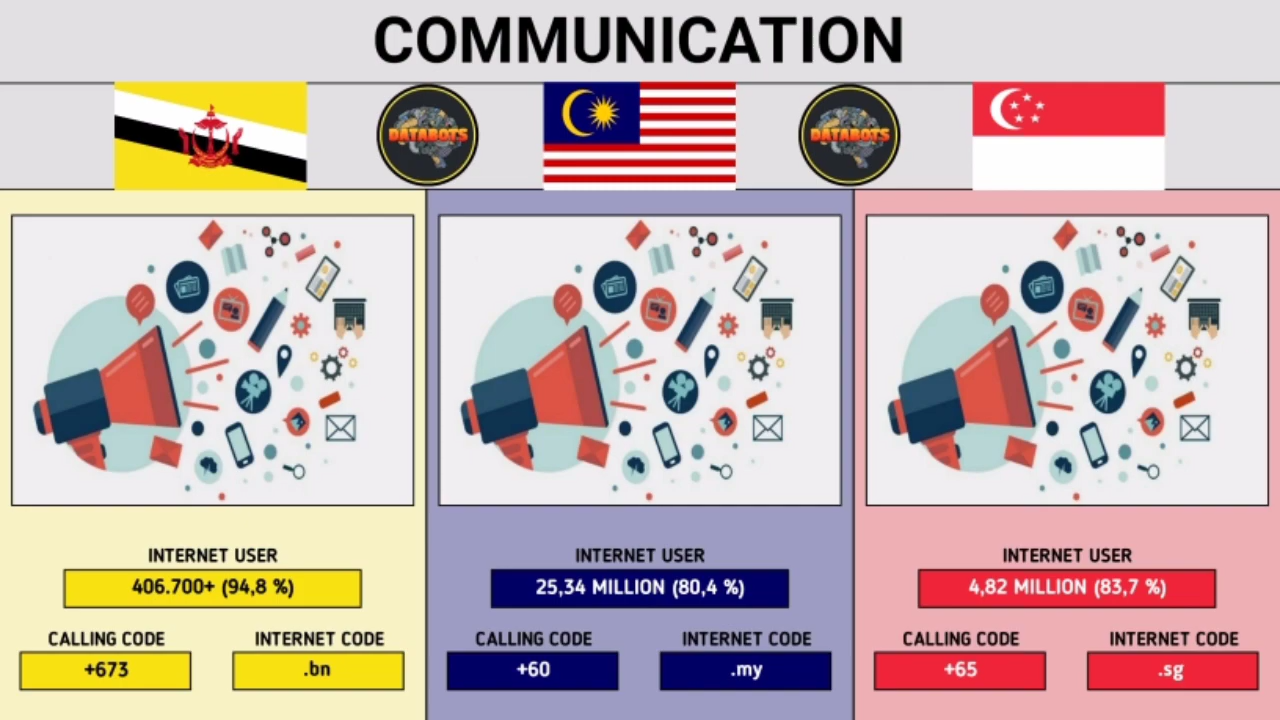 COMMUNICATION
DATABOTS
DATABOTS
INTERNET USER
406.700+ (94,8 %)
CALLING CODE
INTERNET CODE
+673
.bn
INTERNET USER
25,34 MILLION (80,4 %)
CALLING CODE
INTERNET CODE
+60
.my
INTERNET USER
4,82 MILLION (83,7 %)
CALLING CODE
INTERNET CODE
+65
.sg